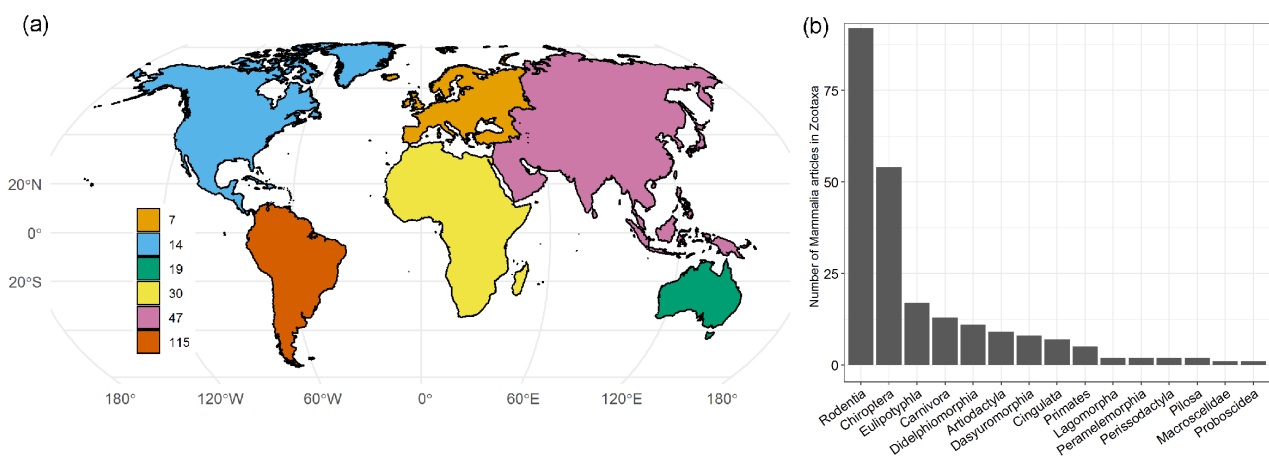 (a)
20°N
0°
20°S
7
14
19
30
47
115
180°
120°W
60°W
0°
60°E
120°E
180°
(b)
Number of Mammalia articles in Zootaxa
75
50
25
0
Rodentia
Chiroptera
Eulipotyphla
Carnivora
Didelphiomorphia
Artiodactyla
Dasyuromorphia
Cingulata
Primates
Lagomorpha
Peramelemorphia
Perissodactyla
Pilosa
Macroscelidae
Proboscidea